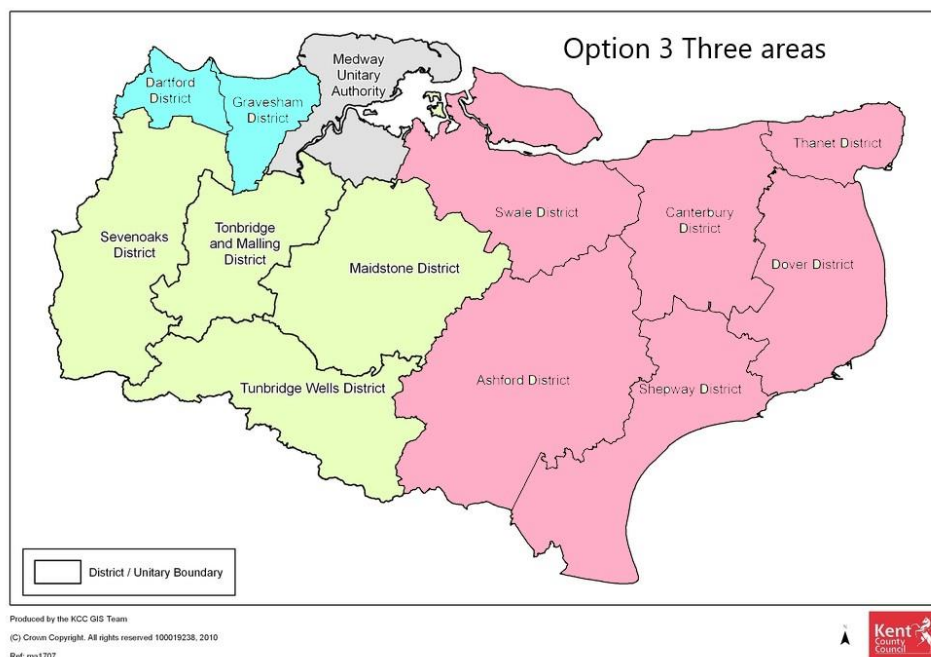 Option 3 Three areas
Medway
Unitary
Authority
Dartford
District
Gravesham
District
Thanet District
Swale District
Canterbury
District
Sevenoaks
District
Tonbridge
and Malling
District
Maidstone District
Dover District
Ashford District
Shepway District
Tunbridge Wells District
District / Unitary Boundary
Produced by the KCC GIS Team
(C) Crown Copyright. All rights reserved 100019238, 2010
Ref: ma1707
N
Kent
County
Council